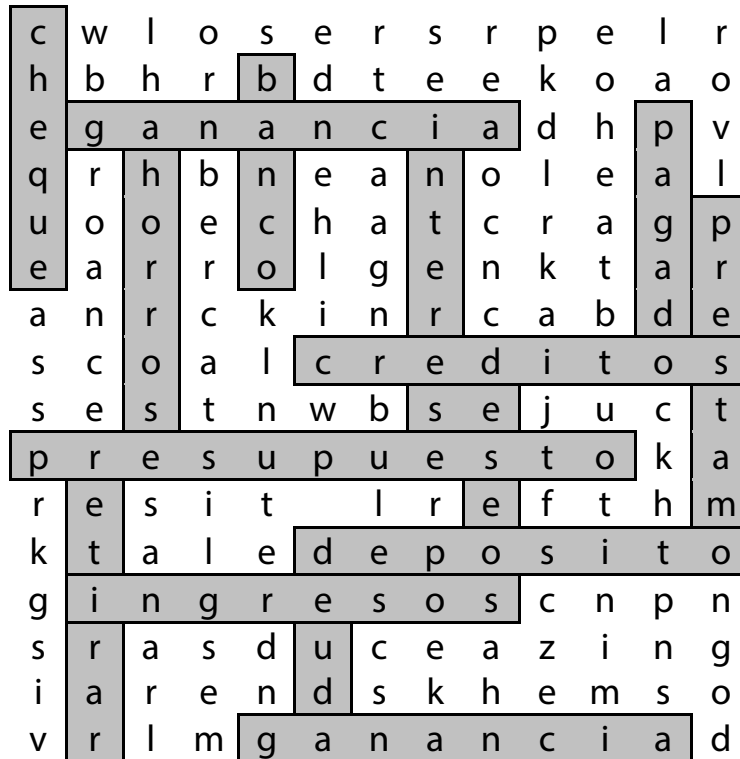 c w l o s e r s r p e l r
h b h r b d t e e k o a o
e g a n a n c i a d h p v
q r h b n e a n o l e a l
u o o e c h a t c r a g p
e a r r o l g e n k t a r
a n r c k i n r c a b d e
s c o a l c r e d i t o s
s e s t n w b s e j u c t
p r e s u p u e s t o k a
r e s i t l r e f t h m
k t a l e d e p o s i t o
g i n g r e s o s c n p n
s r a s d u c e a z i n g
i a r e n d s k h e m s o
v r l m g a n a n c i a d